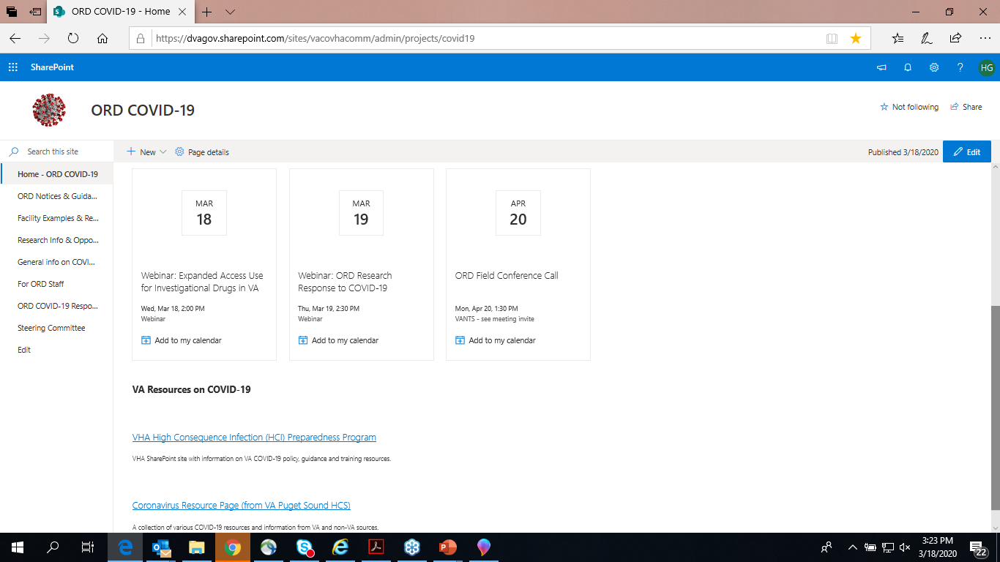 ORD COVID-19 - Home
https://dvagov.sharepoint.com/sites/vacovhacomm/admin/projects/covid19
SharePoint
?
HG
ORD COVID-19
Not following
Share
Search this site
New
Page details
Published 3/18/2020
Edit
Home - ORD COVID-19
ORD Notices & Guida...
Facility Examples & Re...
Research Info & Oppo...
General info on COVI...
For ORD Staff
ORD COVID-19 Respo...
Steering Committee
Edit
MAR
18
Webinar: Expanded Access Use
for Investigational Drugs in VA
Wed, Mar 18, 2:00 PM
Webinar
Add to my calendar
MAR
19
Webinar: ORD Research
Response to COVID-19
Thu, Mar 19, 2:30 PM
Webinar
Add to my calendar
APR
20
ORD Field Conference Call
Mon, Apr 20, 1:30 PM
VANTS - see meeting invite
Add to my calendar
VA Resources on COVID-19
VHA High Consequence Infection (HCI) Preparedness Program
VHA SharePoint site with information on VA COVID-19 policy, guidance and training resources.
Coronavirus Resource Page (from VA Puget Sound HCS)
A collection of various COVID-19 resources and information from VA and non-VA sources.
3:23 PM
3/18/2020
22